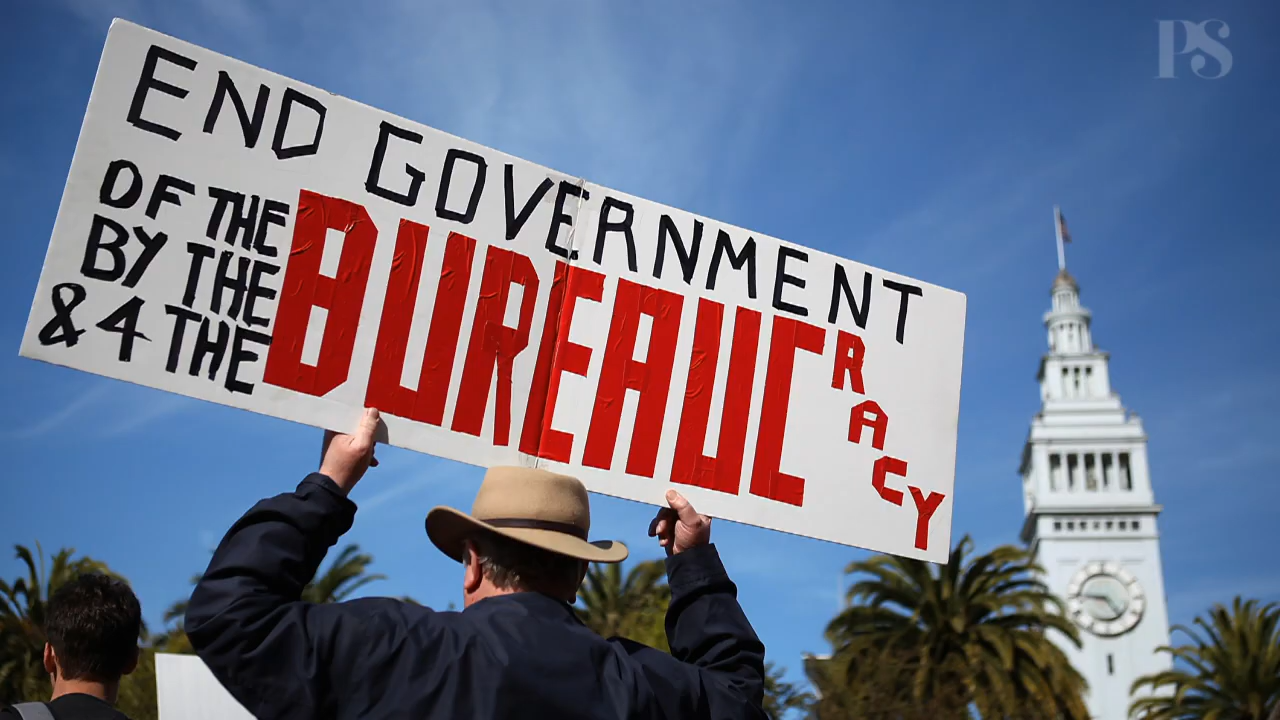 END GOVERNMENT
OF THE
BY THE
& 4 THE
BUREAUCRACY
PS